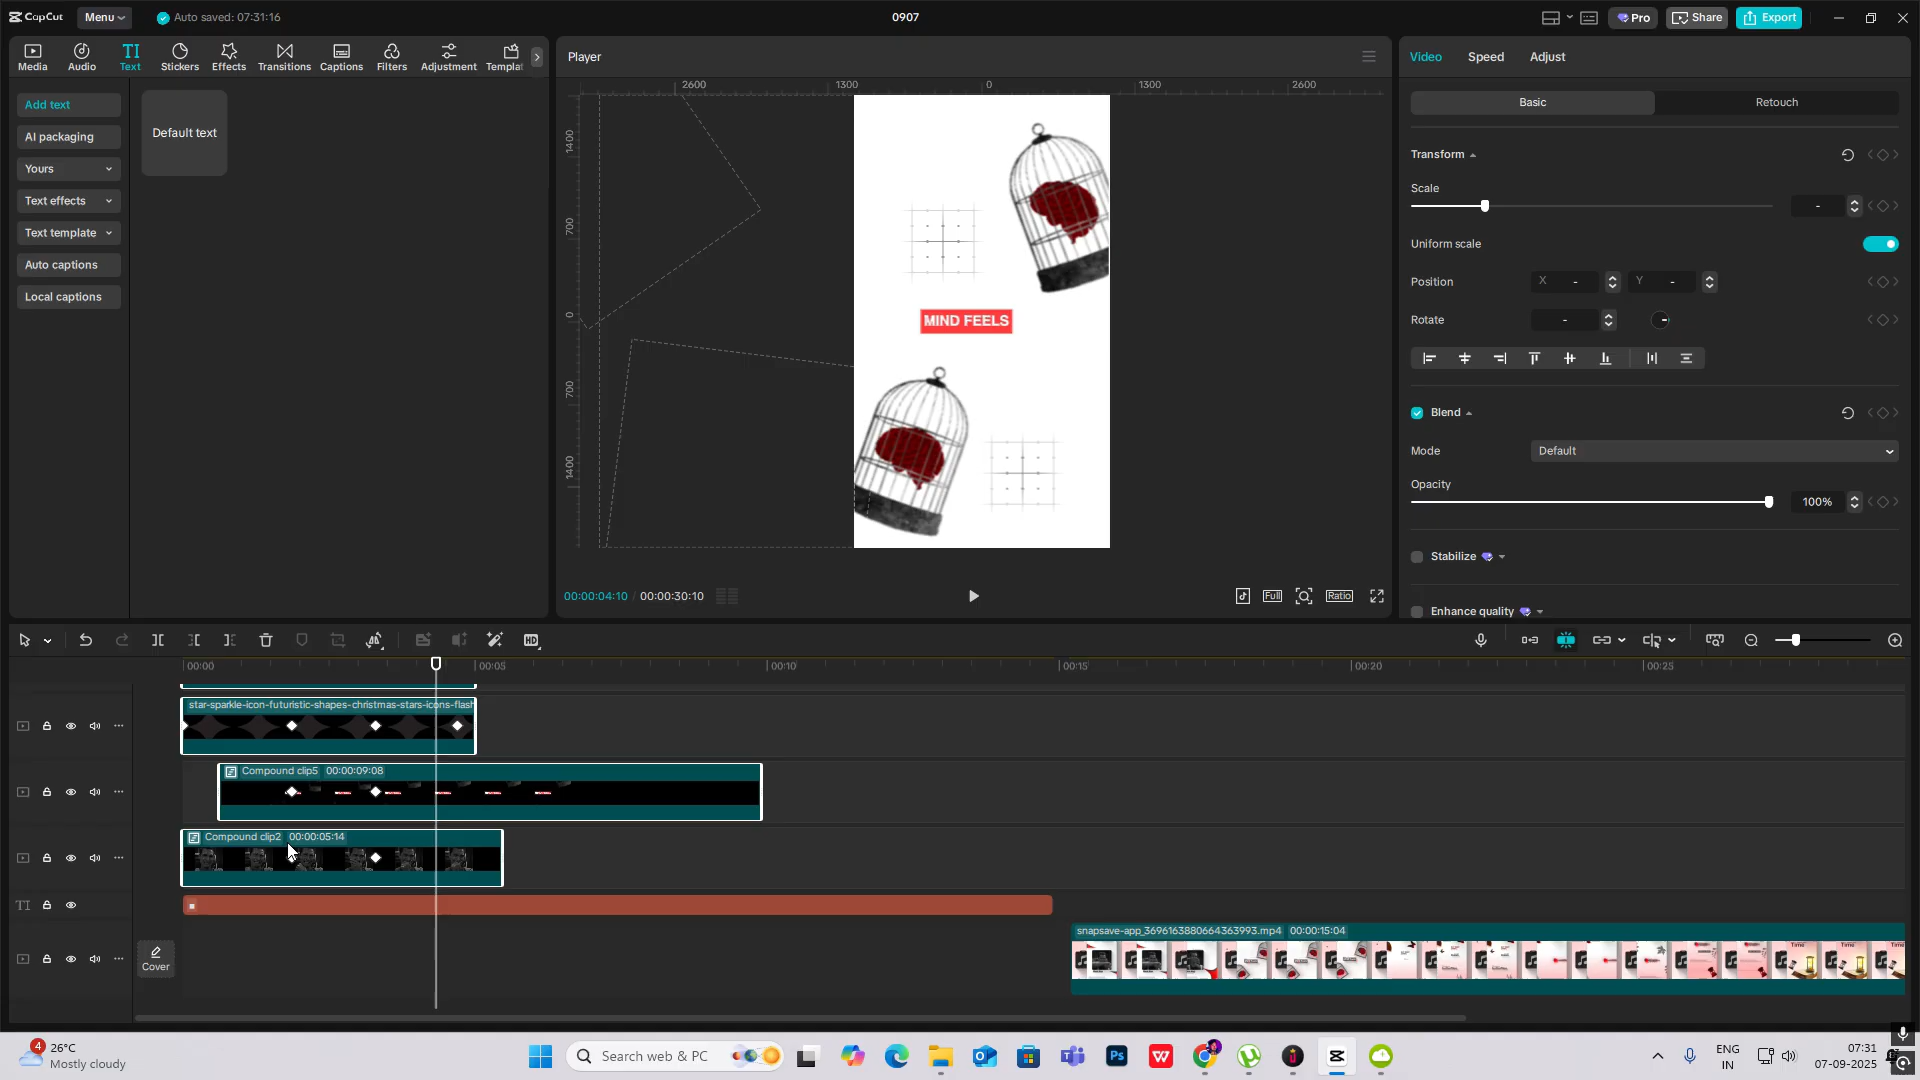 CapCut
Menu
Auto saved: 07:31:16
0907
Pro
Share
Export
Media
Audio
TI
Text
Stickers
Effects
Transitions
Captions
Filters
Adjustment
Templat
Add text
AI packaging
Yours
Text effects
Text template
Auto captions
Local captions
Default text
Player
2600
1300
0
1300
2600
1400
700
0
700
1400
MIND FEELS
00:00:04:10 / 00:00:30:10
Full
Ratio
Video
Speed
Adjust
Basic
Retouch
Transform
Scale
-
Uniform scale
Position
X -
Y -
Rotate
-
Blend
Mode
Default
Opacity
100%
Stabilize
Enhance quality
HD
00:00
00:05
00:10
00:15
00:20
00:25
star-sparkle-icon-futuristic-shapes-christmas-stars-icons-flash
Compound clip5 00:00:09:08
Compound clip2 00:00:05:14
TI
Cover
snapsave-app_3696163880664363993.mp4 00:00:15:04
4
26°C
Mostly cloudy
Search web & PC
Ps
ENG
IN
07:31
07-09-2025